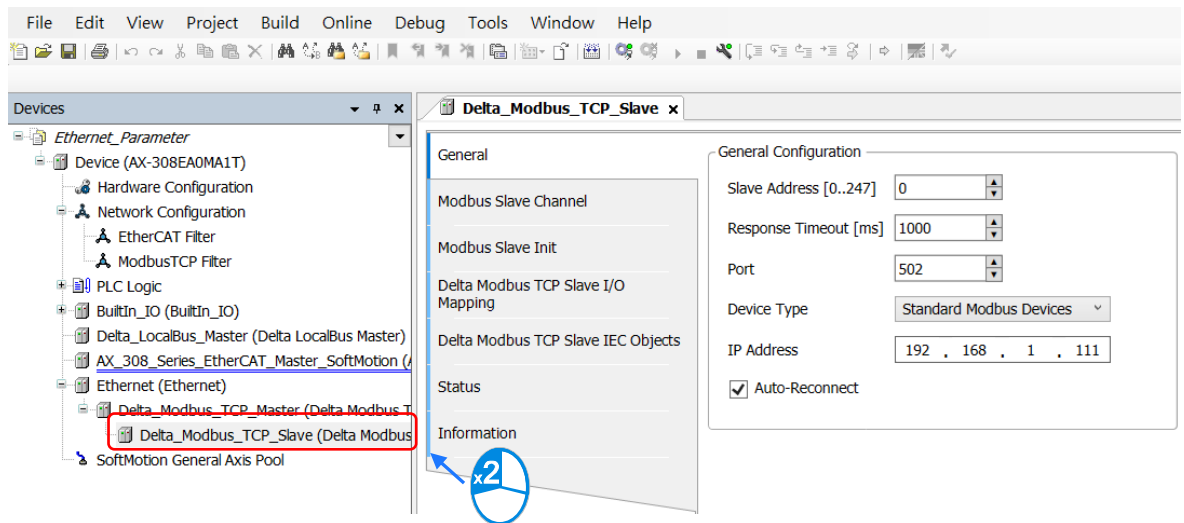 File Edit View Project Build Online Debug Tools Window Help
Devices
Ethernet_Parameter
Device (AX-308EA0MA1T)
Hardware Configuration
Network Configuration
EtherCAT Filter
ModbusTCP Filter
PLC Logic
BuiltIn_IO (BuiltIn_IO)
Delta_LocalBus_Master (Delta LocalBus Master)
AX_308_Series_EtherCAT_Master_SoftMotion (
Ethernet (Ethernet)
Delta_Modbus_TCP_Master (Delta Modbus T
Delta_Modbus_TCP_Slave (Delta Modbus
SoftMotion General Axis Pool
x2
Delta_Modbus_TCP_Slave x
General
Modbus Slave Channel
Modbus Slave Init
Delta Modbus TCP Slave I/O
Mapping
Delta Modbus TCP Slave IEC Objects
Status
Information
General Configuration
Slave Address [0..247] 0
Response Timeout [ms] 1000
Port 502
Device Type Standard Modbus Devices
IP Address 192 . 168 . 1 . 111
Auto-Reconnect